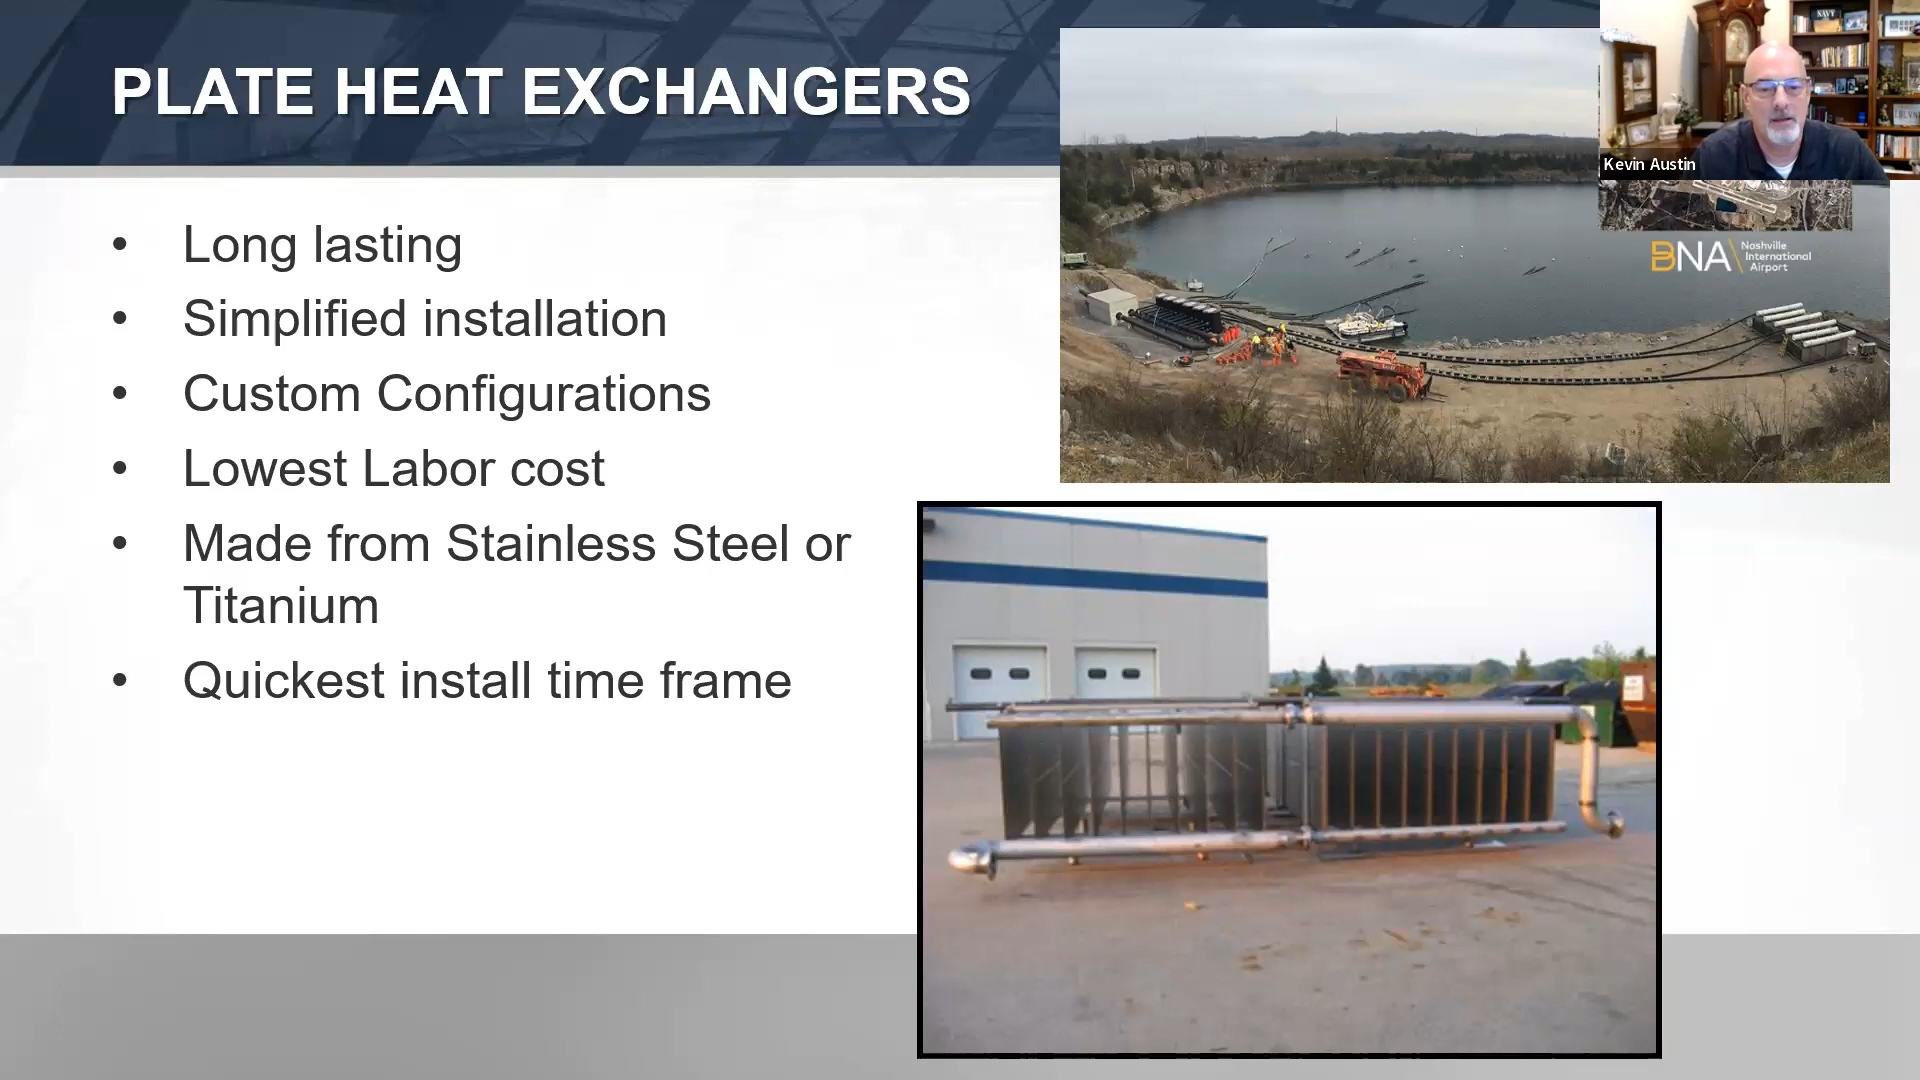 PLATE HEAT EXCHANGERS
• Long lasting
• Simplified installation
• Custom Configurations
• Lowest Labor cost
• Made from Stainless Steel or
Titanium
• Quickest install time frame
NAVY
Kevin Austin
BNA
Nashville
International
Airport